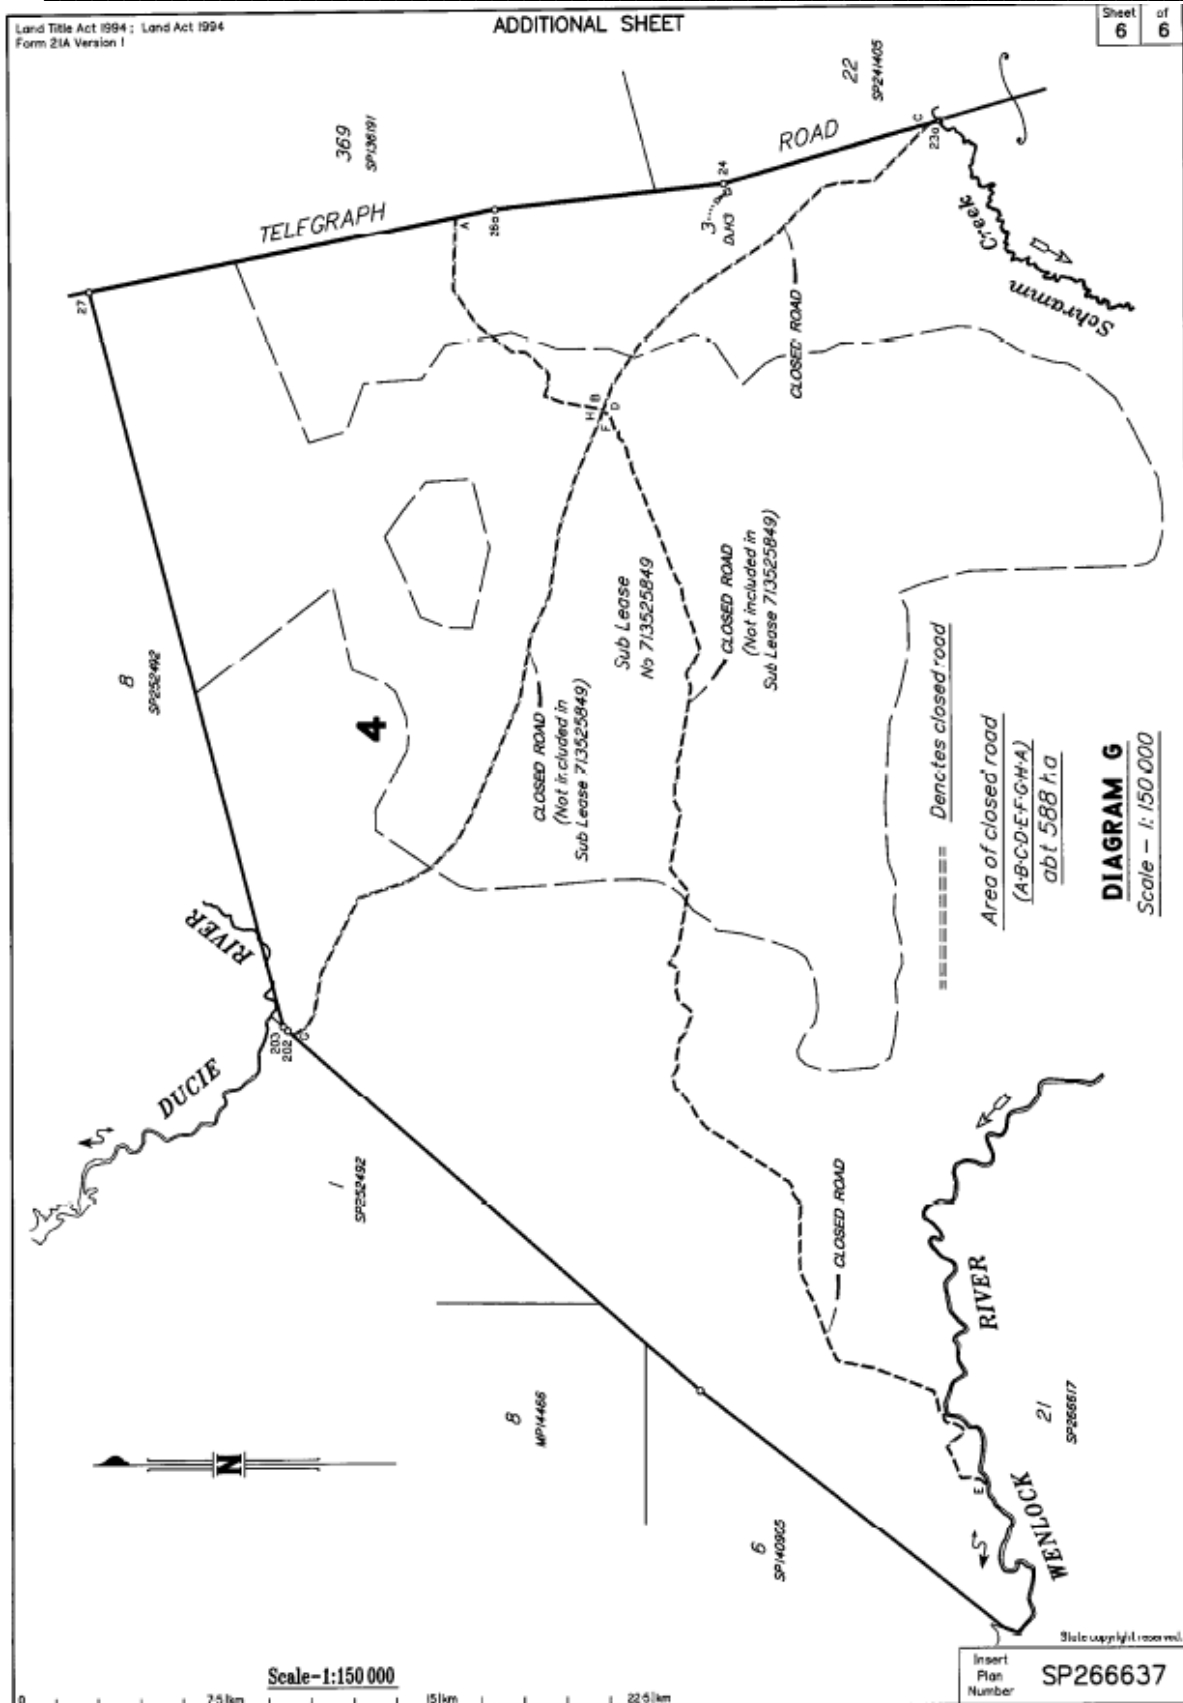 Land Title Act 1994 ; Land Act 1994
Form 21A Version 1
ADDITIONAL SHEET
Sheet of
6 6
22
SP241405
369
SP136191
ROAD
TELEGRAPH
C
23a
24
3
DJH3
A
26a
27
Creek
Schramm
CLOSED ROAD
H B
F D
8
SP252492
4
Sub Lease
No 713525849
CLOSED ROAD
(Not included in
Sub Lease 713525849)
CLOSED ROAD
(Not included in
Sub Lease 713525849)
Denotes closed road
Area of closed road
(A-B-C-D-E-F-G-H-A)
abt 588 ha
DIAGRAM G
Scale - 1:150 000
RIVER
DUCIE
203
202
G
1
SP252492
CLOSED ROAD
RIVER
WENLOCK
E
21
SP266617
8
MP14466
N
6
SP140905
State copyright reserved.
Scale-1:150 000
0 7·5|km 15|km 22·5|km
Insert
Plan
Number
SP266637